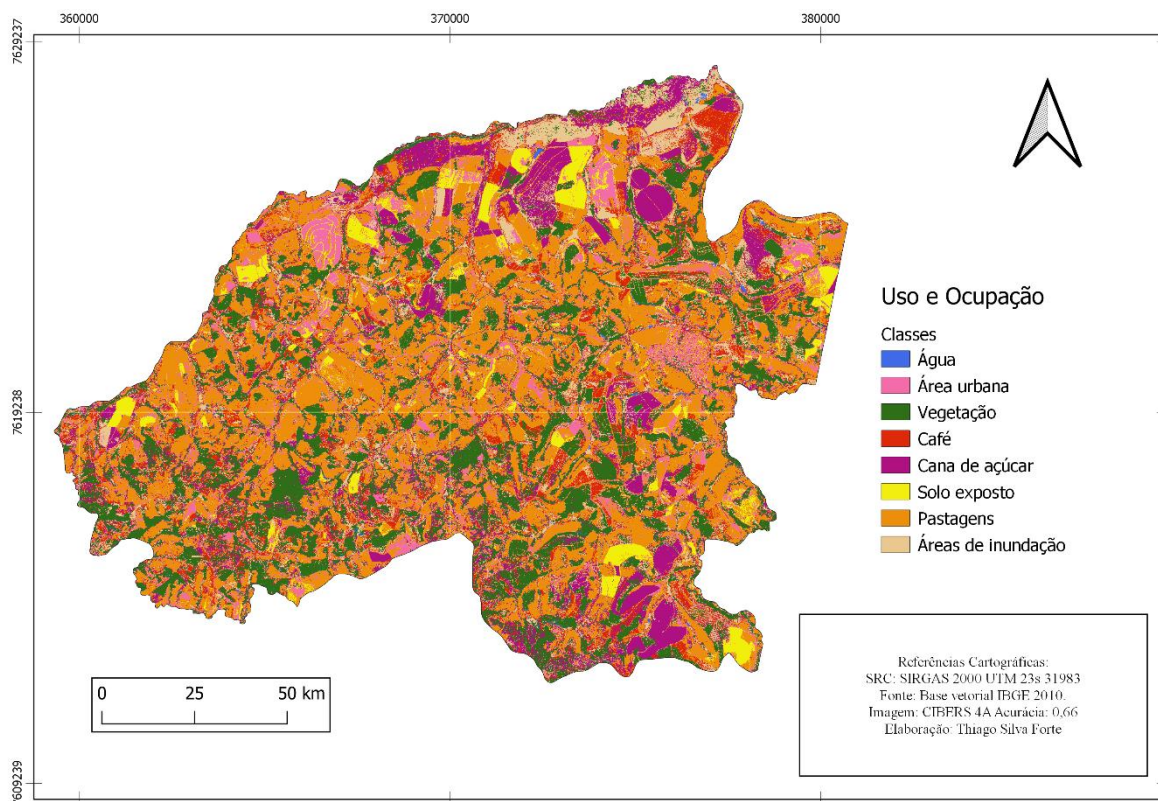 360000 370000 380000
7629237
7619238
7609239
Uso e Ocupação
Classes
Água
Área urbana
Vegetação
Café
Cana de açúcar
Solo exposto
Pastagens
Áreas de inundação
0 25 50 km
Referências Cartográficas:
SRC: SIRGAS 2000 UTM 23s 31983
Fonte: Base vetorial IBGE 2010.
Imagem: CIBERS 4A Acurácia: 0,66
Elaboração: Thiago Silva Forte